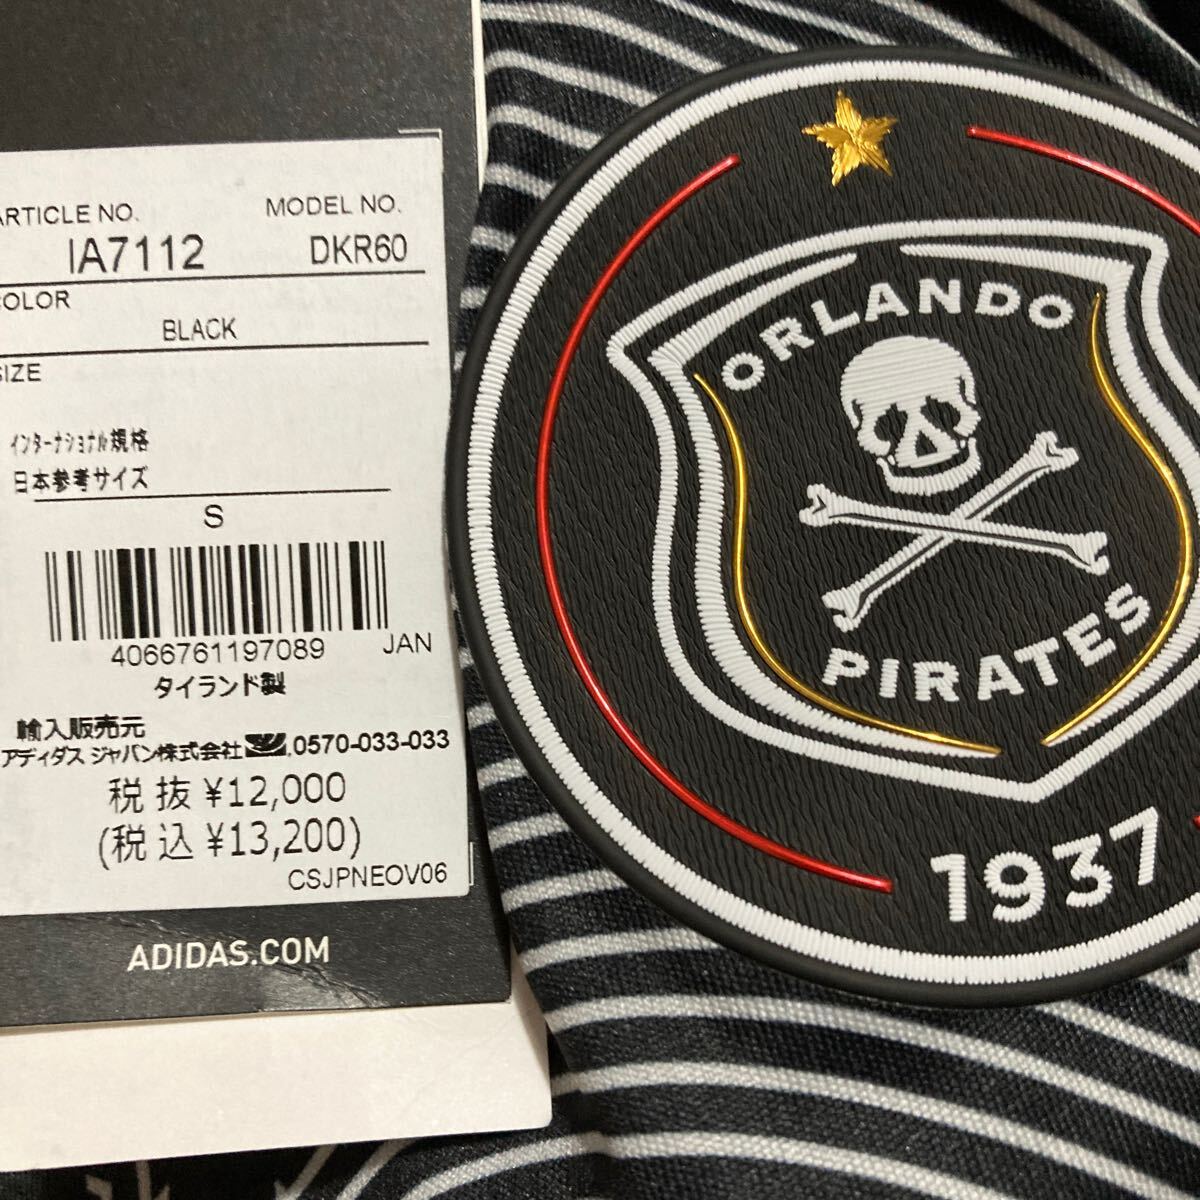 ARTICLE NO. MODEL NO.
IA7112 DKR60
COLOR
BLACK
SIZE
インターナショナル規格
日本参考サイズ
S
4066761197089 JAN
タイランド製
輸入販売元
アディダス ジャパン株式会社 0570-033-033
税 抜 ¥12,000
(税 込 ¥13,200)
CSJPNEOV06
ADIDAS.COM
ORLANDO
PIRATES
1937